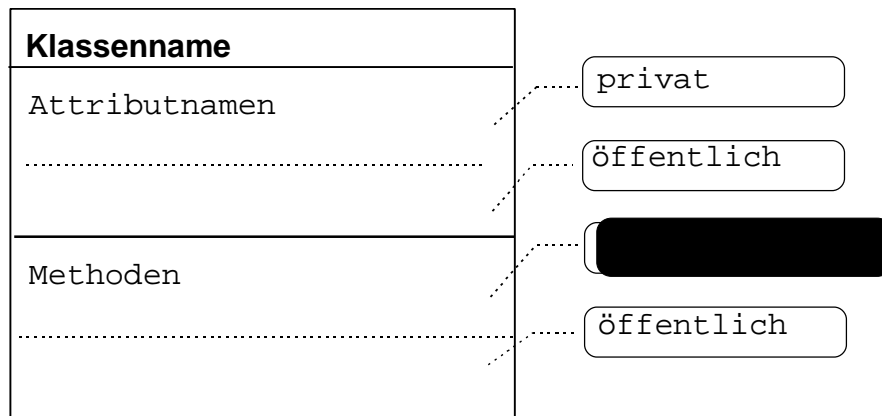 Klassenname
privat
Attributnamen
öffentlich
Methoden
öffentlich